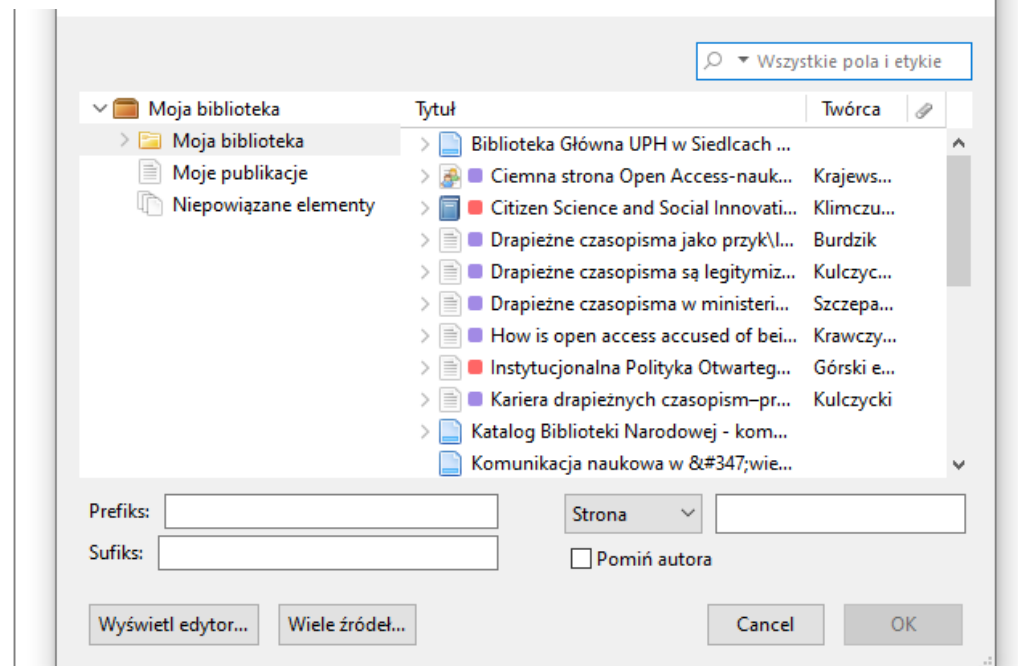 Wszystkie pola i etykie
Moja biblioteka
Moja biblioteka
Moje publikacje
Niepowiązane elementy
Tytuł Twórca
Biblioteka Główna UPH w Siedlcach ...
Ciemna strona Open Access-nauk... Krajews...
Citizen Science and Social Innovati... Klimczu...
Drapieżne czasopisma jako przyk\l... Burdzik
Drapieżne czasopisma są legitymiz... Kulczyc...
Drapieżne czasopisma w ministeri... Szczepa...
How is open access accused of bei... Krawczy...
Instytucjonalna Polityka Otwarteg... Górski e...
Kariera drapieżnych czasopism–pr... Kulczycki
Katalog Biblioteki Narodowej - kom...
Komunikacja naukowa w &#347;wie...
Prefiks: Strona
Sufiks: Pomiń autora
Wyświetl edytor... Wiele źródeł... Cancel OK